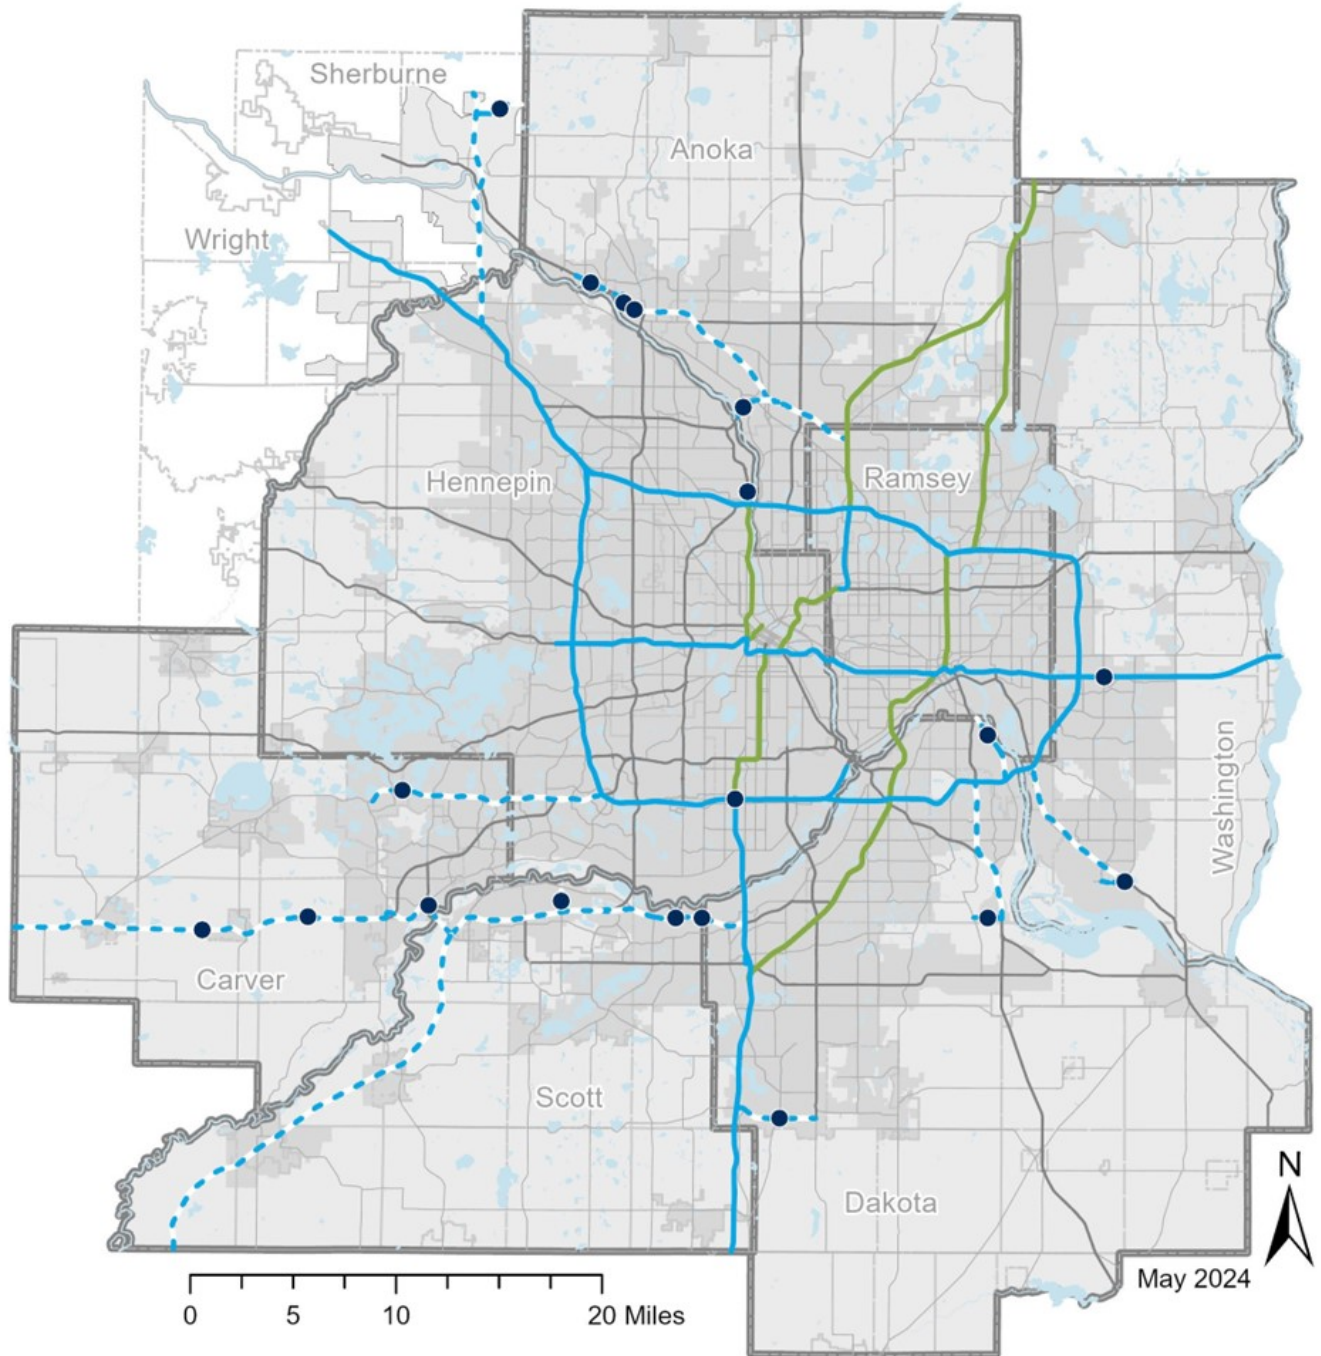 Sherburne
Anoka
Wright
Hennepin
Ramsey
Washington
Carver
Scott
Dakota
N
May 2024
0 5 10 20 Miles